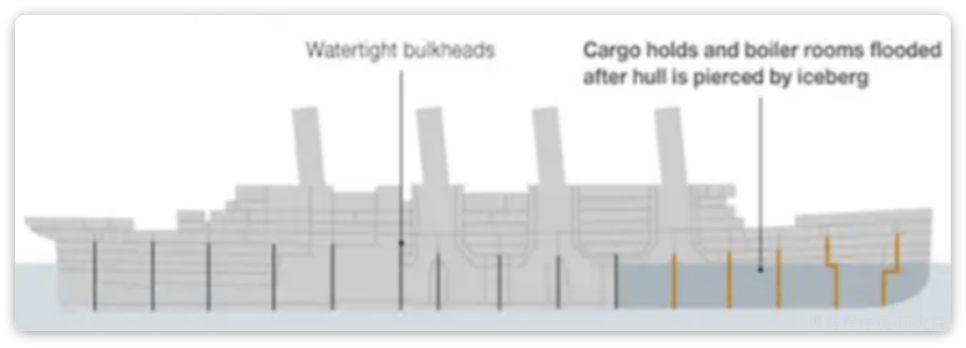 Watertight bulkheads
Cargo holds and boiler rooms flooded
after hull is pierced by iceberg